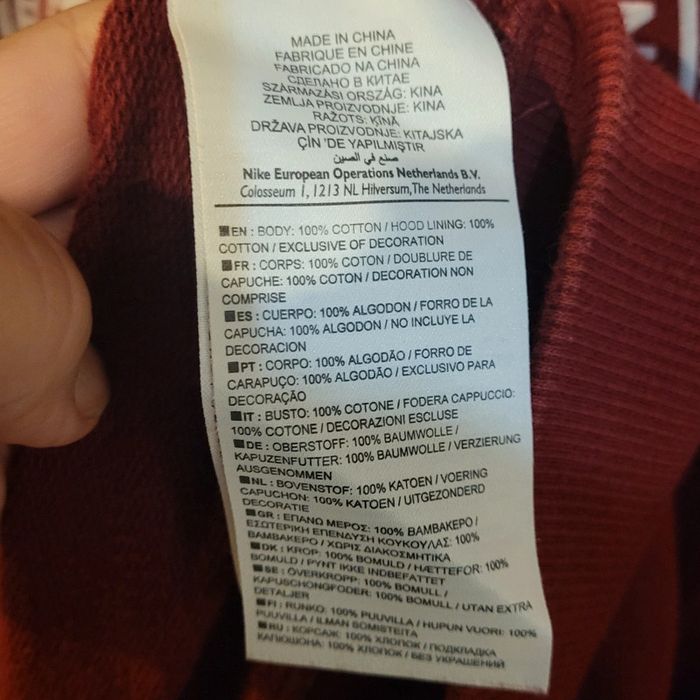 MADE IN CHINA
FABRIQUE EN CHINE
FABRICADO NA CHINA
СДЕЛАНО В КИТАЕ
SZÁRMAZÁSI ORSZÁG: KÍNA
ZEMLJA PROIZVODNJE: KINA
RAŽOTS: ĶĪNĀ
DRŽAVA PROIZVODNJE: KITAJSKA
ÇİN 'DE YAPILMIŞTIR
صنع في الصين
Nike European Operations Netherlands B.V.
Colosseum 1, 1213 NL Hilversum, The Netherlands
EN : BODY: 100% COTTON / HOOD LINING: 100%
COTTON / EXCLUSIVE OF DECORATION
FR : CORPS: 100% COTON / DOUBLURE DE
CAPUCHE: 100% COTON / DECORATION NON
COMPRISE
ES : CUERPO: 100% ALGODON / FORRO DE LA
CAPUCHA: 100% ALGODON / NO INCLUYE LA
DECORACION
PT : CORPO: 100% ALGODÃO / FORRO DE
CARAPUÇO: 100% ALGODÃO / EXCLUSIVO PARA
DECORAÇÃO
IT : BUSTO: 100% COTONE / FODERA CAPPUCCIO:
100% COTONE / DECORAZIONI ESCLUSE
DE : OBERSTOFF: 100% BAUMWOLLE /
KAPUZENFUTTER: 100% BAUMWOLLE / VERZIERUNG
AUSGENOMMEN
NL : BOVENSTOF: 100% KATOEN / VOERING
CAPUCHON: 100% KATOEN / UITGEZONDERD
DECORATIE
GR : ΕΠΑΝΩ ΜΕΡΟΣ: 100% ΒΑΜΒΑΚΕΡΟ /
ΕΣΩΤΕΡΙΚΗ ΕΠΕΝΔΥΣΗ ΚΟΥΚΟΥΛΑΣ: 100%
ΒΑΜΒΑΚΕΡΟ / ΧΩΡΙΣ ΔΙΑΚΟΣΜΗΤΙΚΑ
DK : KROP: 100% BOMULD / HÆTTEFOR: 100%
BOMULD / PYNT IKKE INDBEFATTET
SE : ÖVERKROPP: 100% BOMULL /
KAPUSCHONGFODER: 100% BOMULL / UTAN EXTRA
DETALJER
FI : RUNKO: 100% PUUVILLA / HUPUN VUORI: 100%
PUUVILLA / ILMAN SOMISTEITA
RU : КОРСАЖ: 100% ХЛОПОК / ПОДКЛАДКА
КАПЮШОНА: 100% ХЛОПОК / БЕЗ УКРАШЕНИЙ